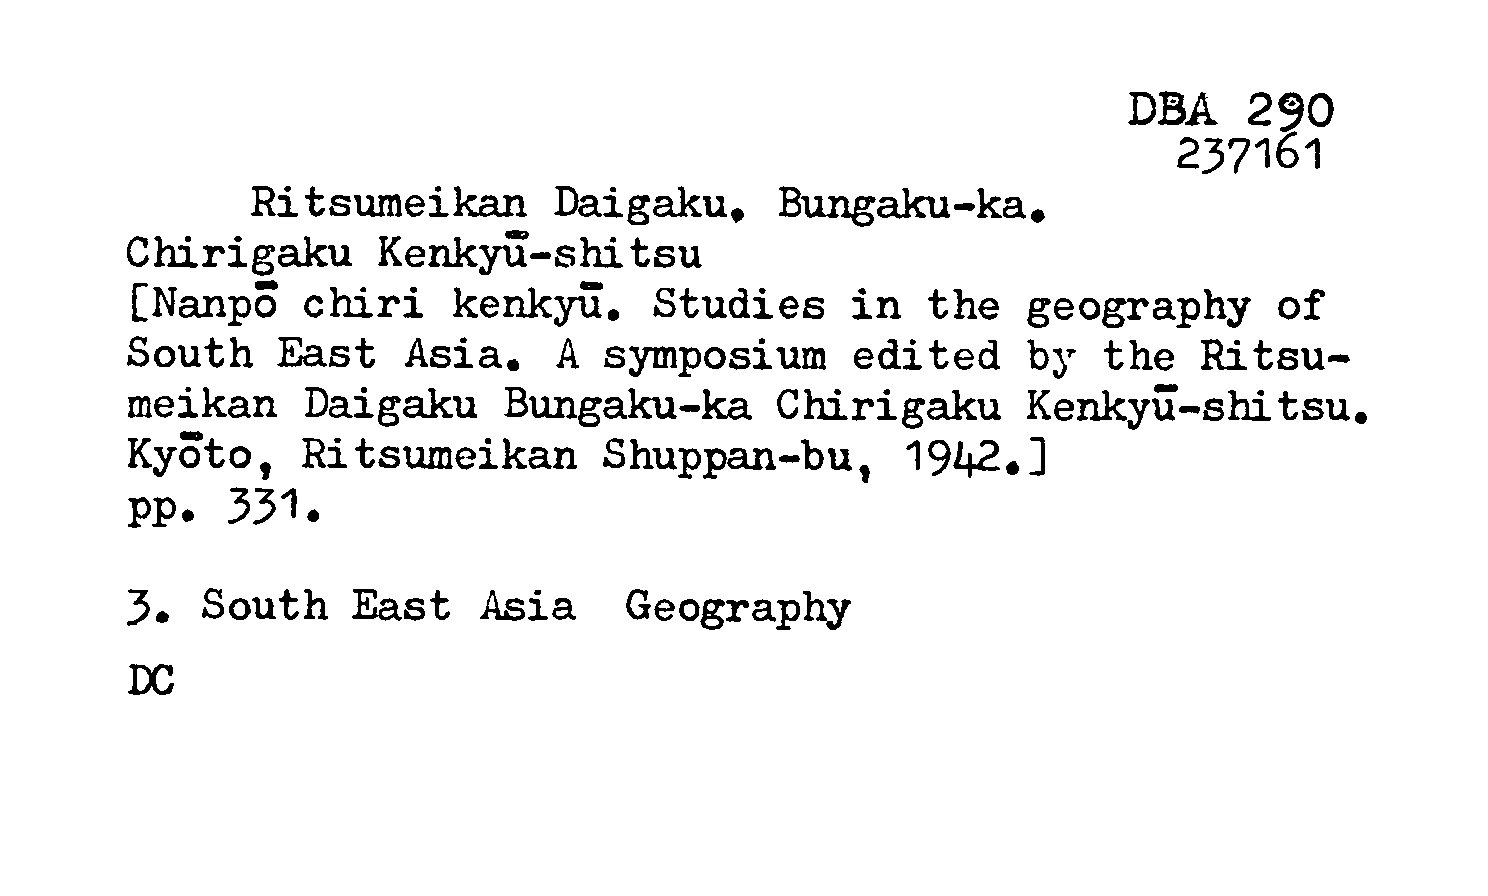 DBA 290
237161
Ritsumeikan Daigaku. Bungaku-ka.
Chirigaku Kenkyū-shitsu
[Nanpō chiri kenkyū. Studies in the geography of
South East Asia. A symposium edited by the Ritsu-
meikan Daigaku Bungaku-ka Chirigaku Kenkyū-shitsu.
Kyōto, Ritsumeikan Shuppan-bu, 1942.]
pp. 331.
3. South East Asia Geography
DC